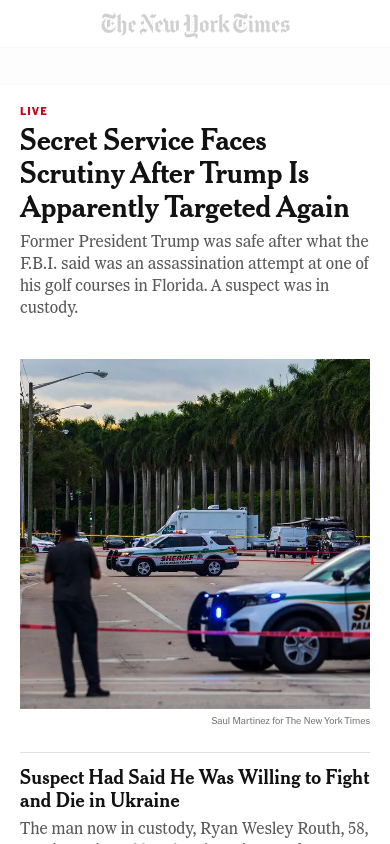 The New York Times
LIVE
Secret Service Faces
Scrutiny After Trump Is
Apparently Targeted Again
Former President Trump was safe after what the
F.B.I. said was an assassination attempt at one of
his golf courses in Florida. A suspect was in
custody.
SHERIFF
Saul Martinez for The New York Times
Suspect Had Said He Was Willing to Fight
and Die in Ukraine
The man now in custody, Ryan Wesley Routh, 58,